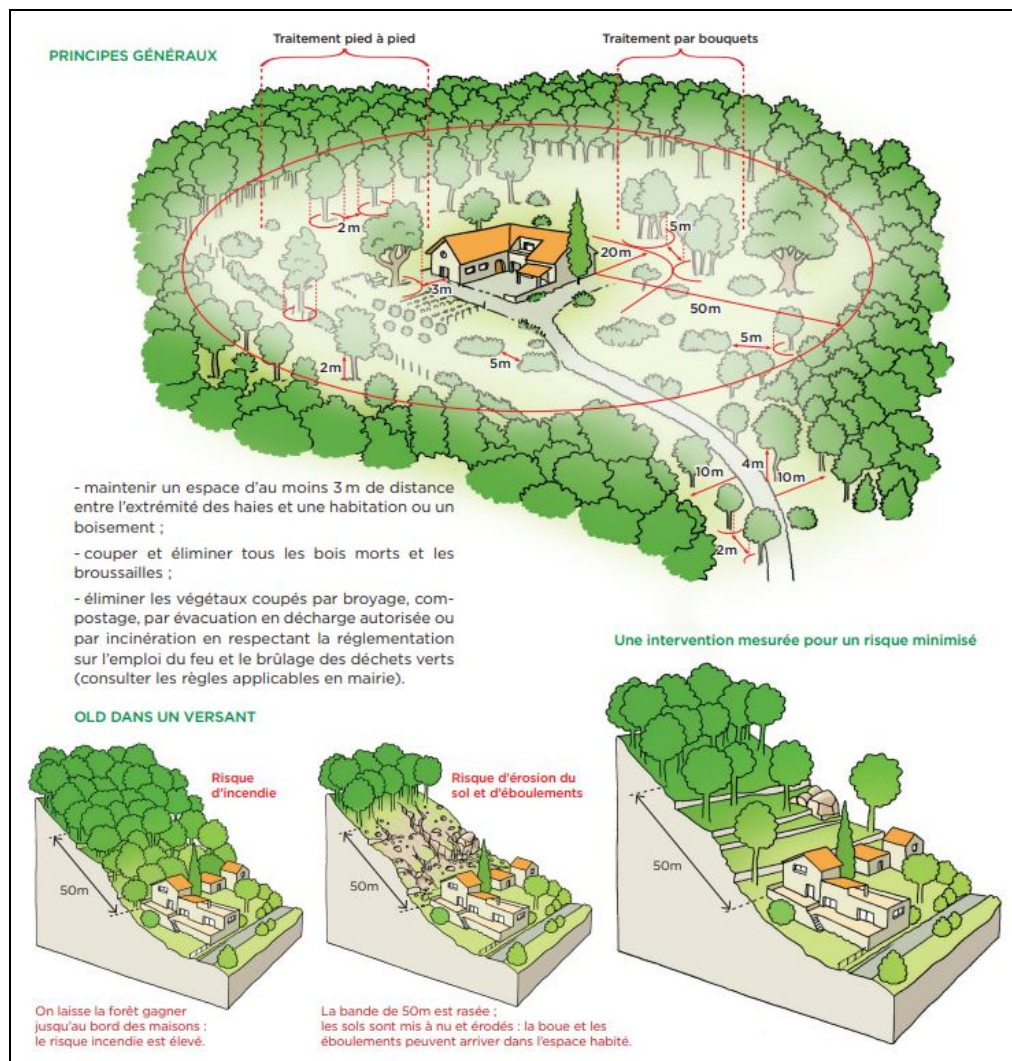 PRINCIPES GÉNÉRAUX
Traitement pied à pied
Traitement par bouquets
2m
5m
20m
3m
50m
5m
2m
5m
4m
10m
10m
2m
- maintenir un espace d'au moins 3 m de distance
entre l'extrémité des haies et une habitation ou un
boisement ;
- couper et éliminer tous les bois morts et les
broussailles ;
- éliminer les végétaux coupés par broyage, com-
postage, par évacuation en décharge autorisée ou
par incinération en respectant la réglementation
sur l'emploi du feu et le brûlage des déchets verts
(consulter les règles applicables en mairie).
OLD DANS UN VERSANT
Risque
d'incendie
50m
On laisse la forêt gagner
jusqu'au bord des maisons :
le risque incendie est élevé.
Risque d'érosion du
sol et d'éboulements
50m
La bande de 50m est rasée ;
les sols sont mis à nu et érodés : la boue et les
éboulements peuvent arriver dans l'espace habité.
Une intervention mesurée pour un risque minimisé
50m